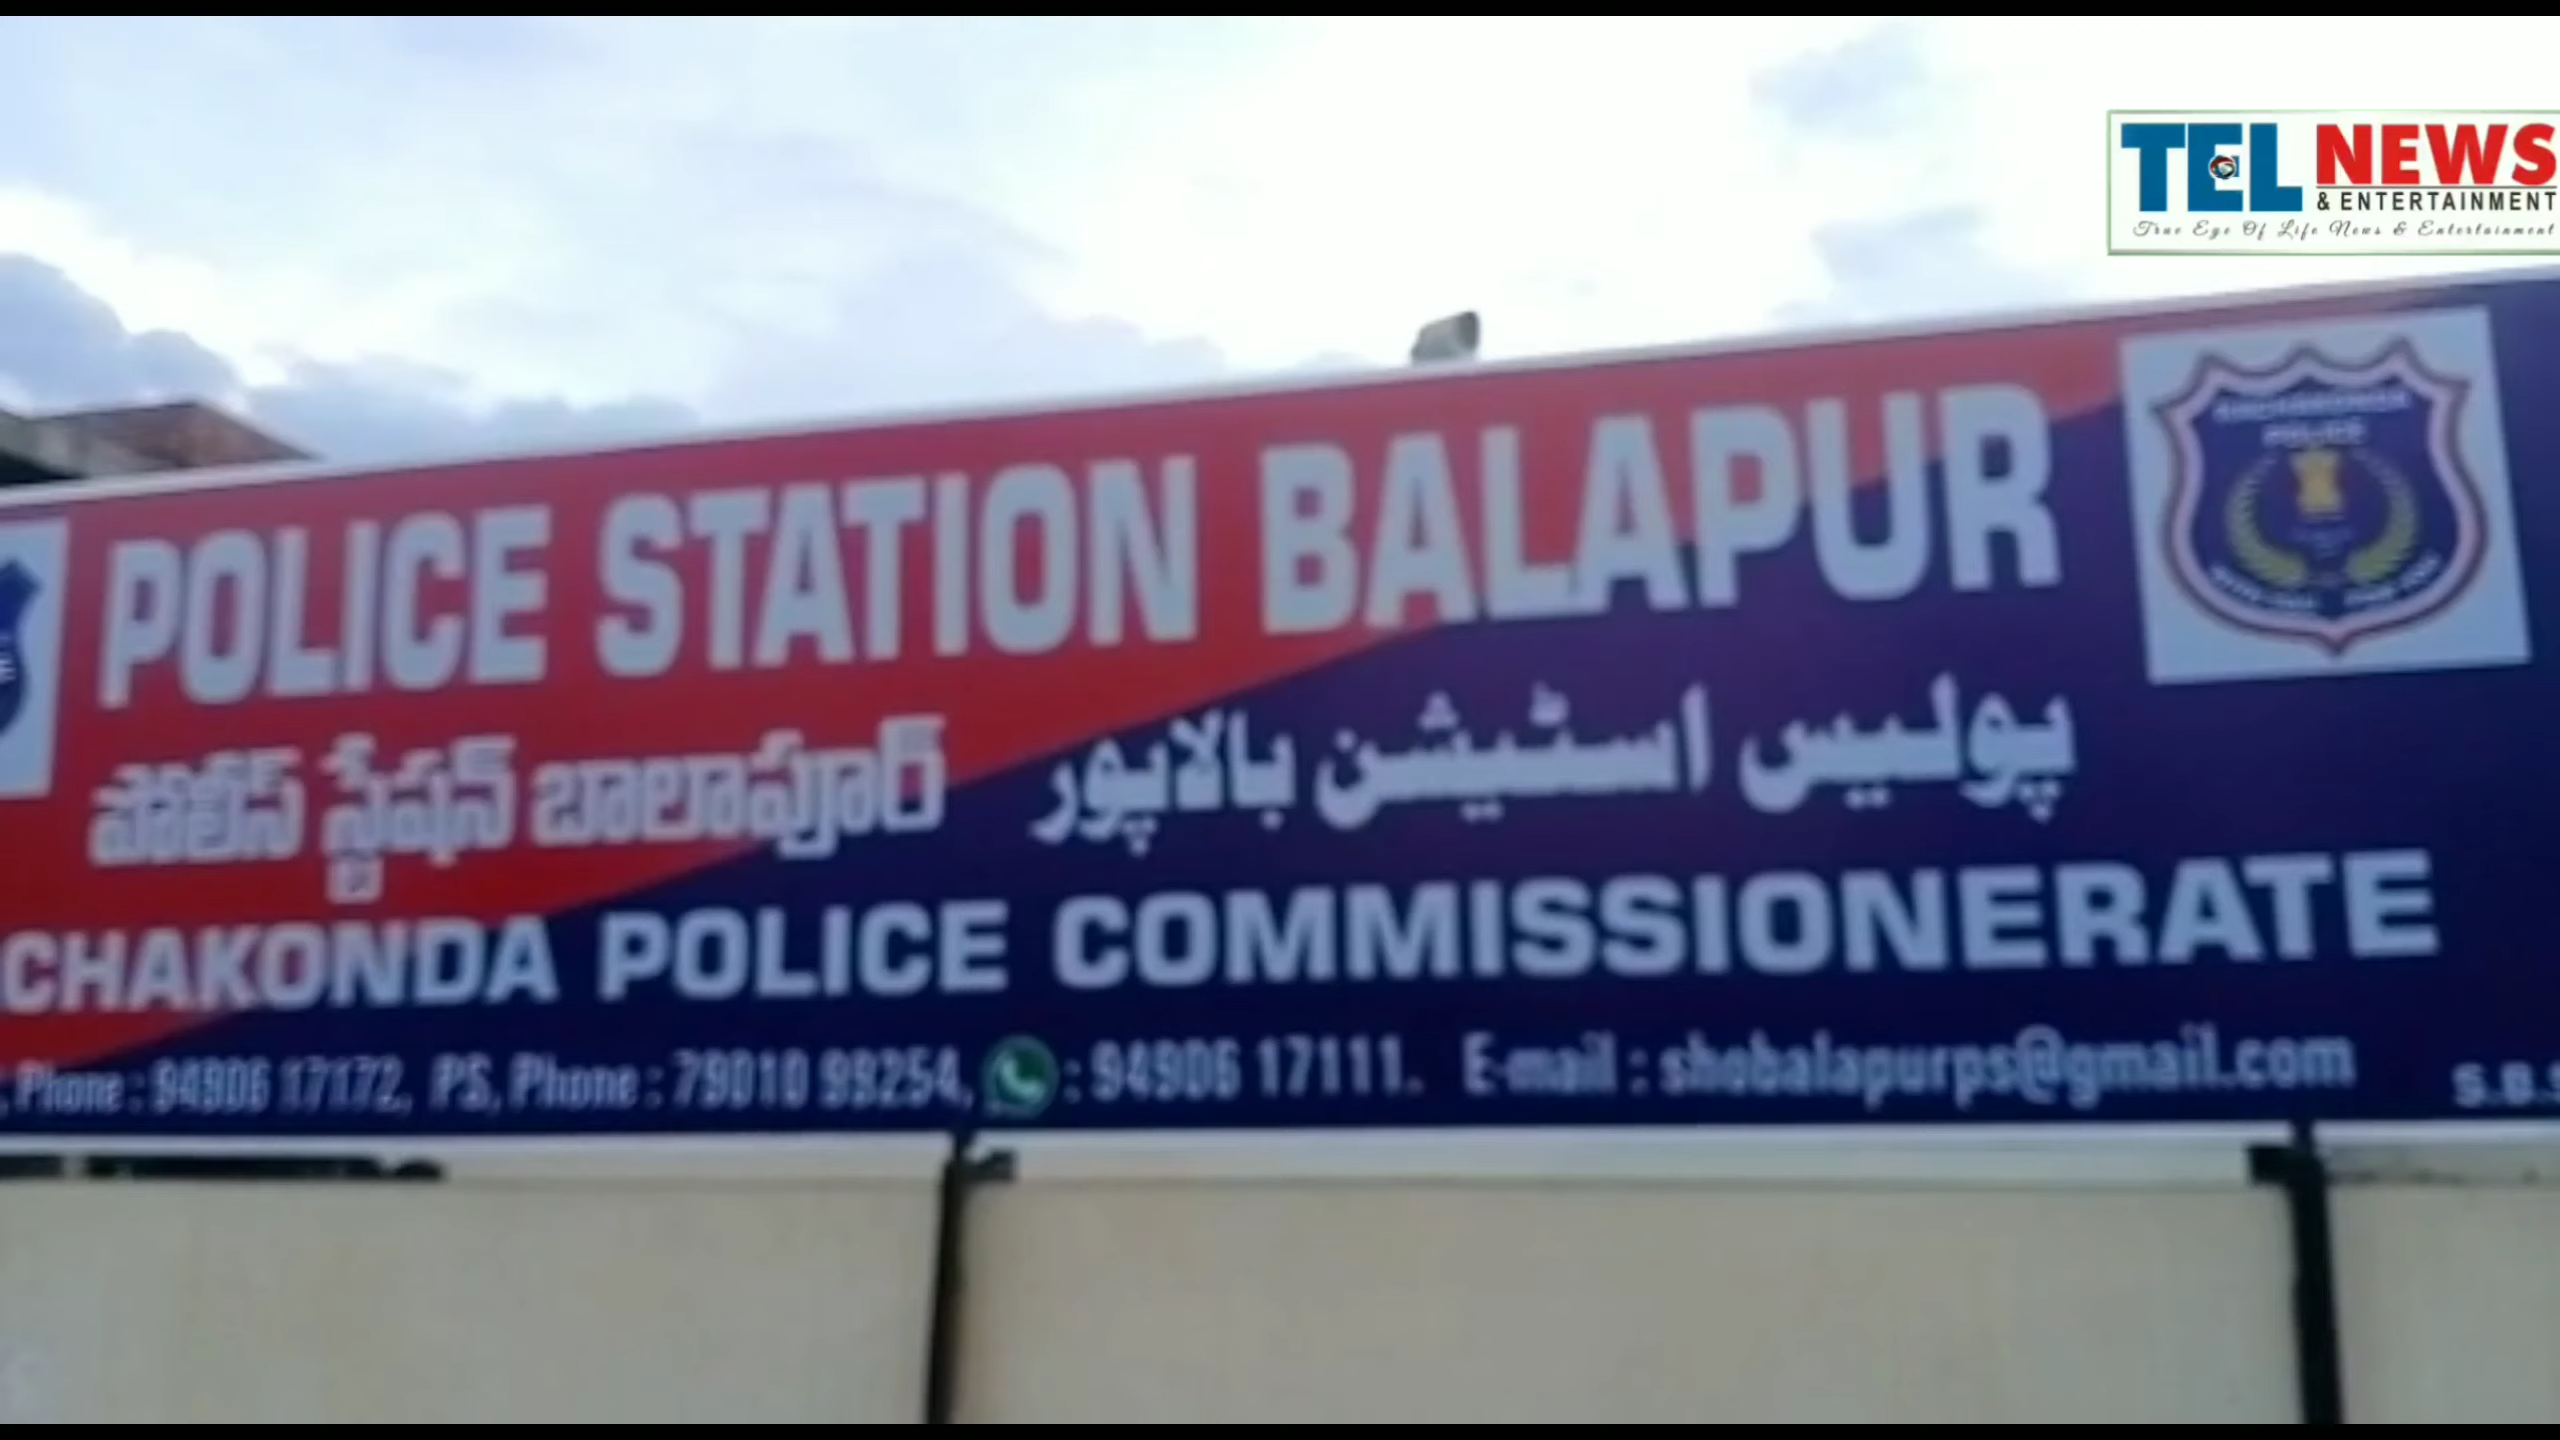 TEL NEWS
& ENTERTAINMENT
True Eye Of Life News & Entertainment
POLICE STATION BALAPUR
POLICE
పోలీస్ స్టేషన్ బాలాపూర్ پولیس اسٹیشن بالاپور
CHAKONDA POLICE COMMISSIONERATE
, Phone : 94906 17172, PS, Phone : 79010 99254, : 94906 17111. E-mail : shobalapurps@gmail.com S.B.S